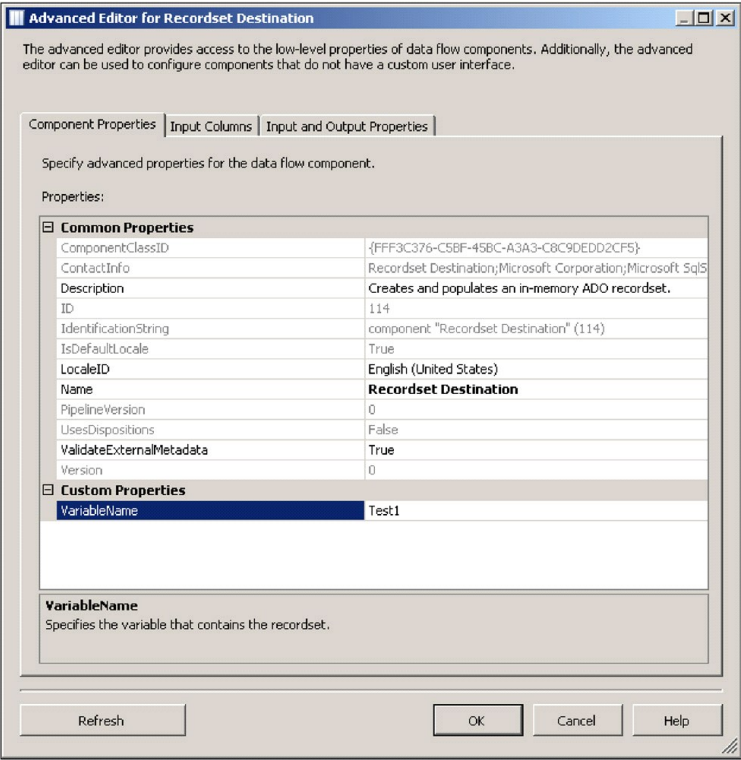 Advanced Editor for Recordset Destination
The advanced editor provides access to the low-level properties of data flow components. Additionally, the advanced
editor can be used to configure components that do not have a custom user interface.
Component Properties Input Columns Input and Output Properties
Specify advanced properties for the data flow component.
Properties:
Common Properties
ComponentClassID {FFF3C376-C5BF-45BC-A3A3-C8C9DEDD2CF5}
ContactInfo Recordset Destination;Microsoft Corporation;Microsoft SqlS
Description Creates and populates an in-memory ADO recordset.
ID 114
IdentificationString component "Recordset Destination" (114)
IsDefaultLocale True
LocaleID English (United States)
Name Recordset Destination
PipelineVersion 0
UsesDispositions False
ValidateExternalMetadata True
Version 0
Custom Properties
VariableName Test1
VariableName
Specifies the variable that contains the recordset.
Refresh OK Cancel Help